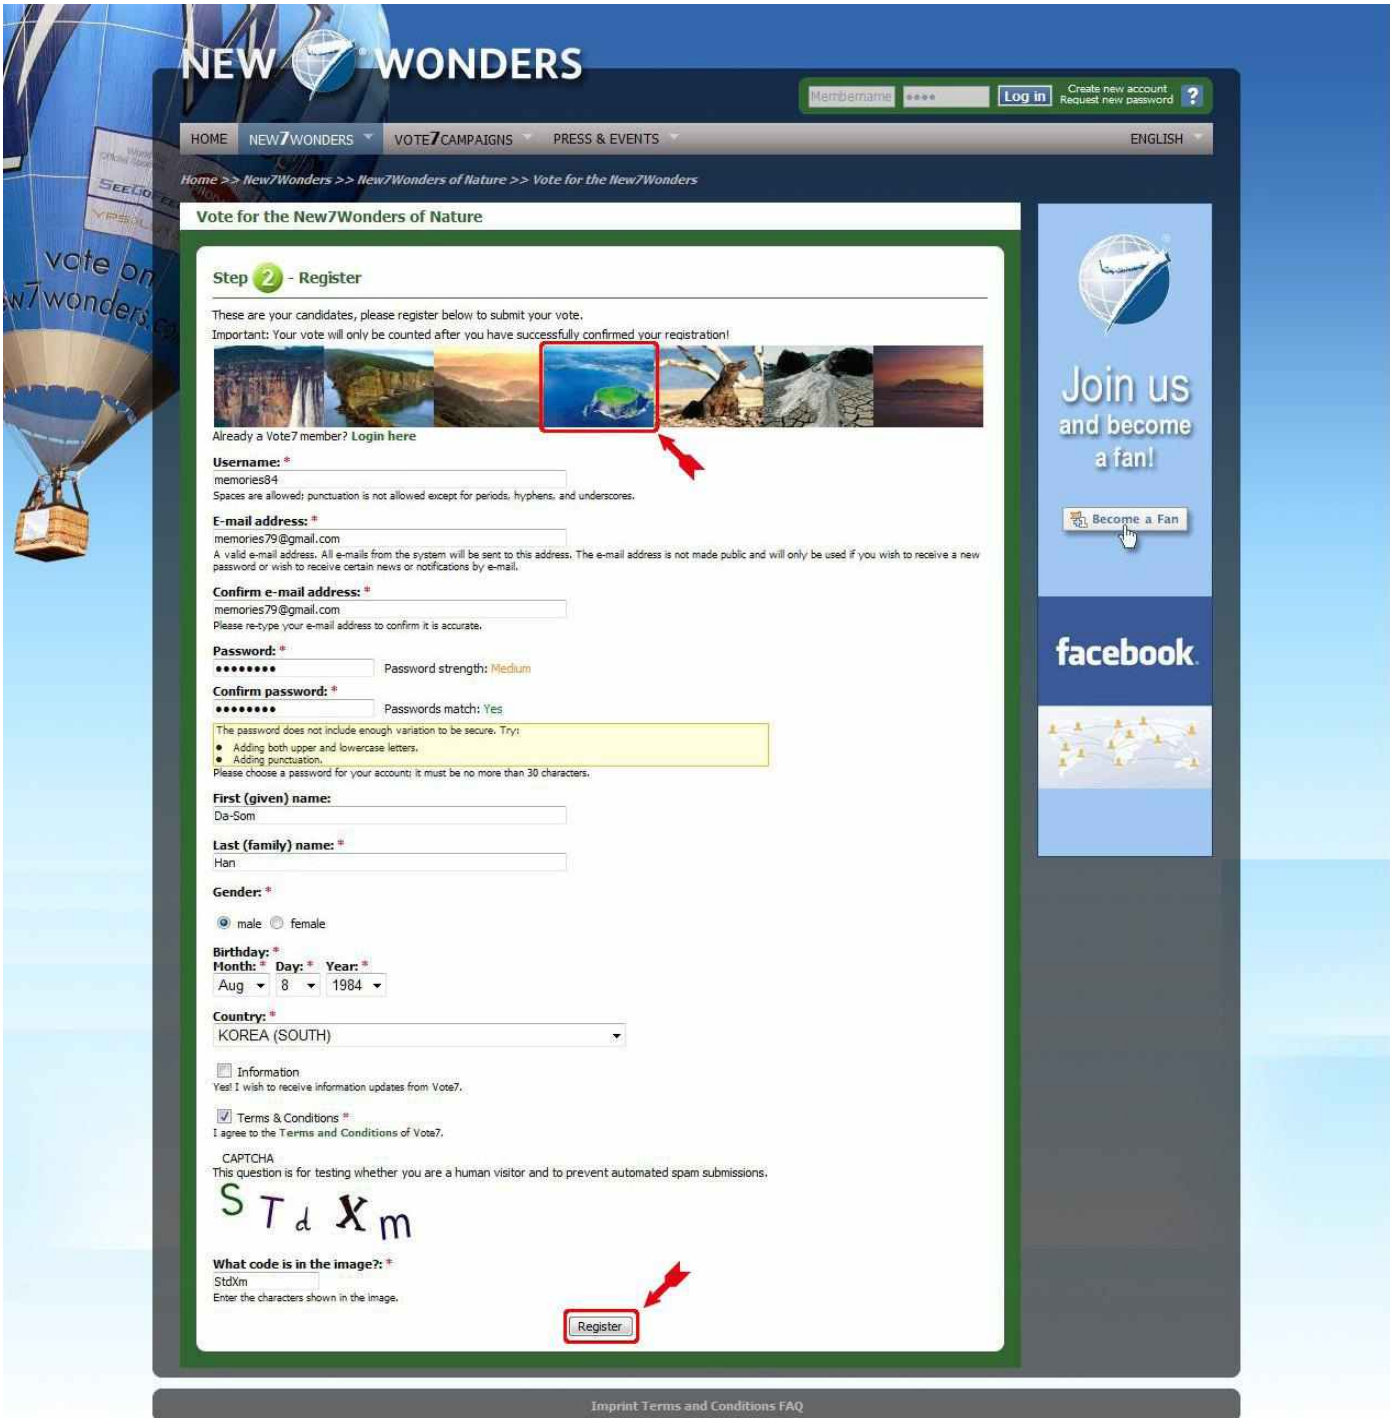 NEW 7 WONDERS
Membername
Log in
Create new account
Request new password
?
HOME NEW7WONDERS VOTE7CAMPAIGNS PRESS & EVENTS ENGLISH
Home >> New7Wonders >> New7Wonders of Nature >> Vote for the New7Wonders
SEEGOFEE
YPSILUTA
vote on
new7wonders.com
Vote for the New7Wonders of Nature
Step 2 - Register
These are your candidates, please register below to submit your vote.
Important: Your vote will only be counted after you have successfully confirmed your registration!
Already a Vote7 member? Login here
Username: *
memories84
Spaces are allowed; punctuation is not allowed except for periods, hyphens, and underscores.
E-mail address: *
memories79@gmail.com
A valid e-mail address. All e-mails from the system will be sent to this address. The e-mail address is not made public and will only be used if you wish to receive a new
password or wish to receive certain news or notifications by e-mail.
Confirm e-mail address: *
memories79@gmail.com
Please re-type your e-mail address to confirm it is accurate.
Password: *
●●●●●●●● Password strength: Medium
Confirm password: *
●●●●●●●● Passwords match: Yes
The password does not include enough variation to be secure. Try:
● Adding both upper and lowercase letters.
● Adding punctuation.
Please choose a password for your account; it must be no more than 30 characters.
First (given) name:
Da-Som
Last (family) name: *
Han
Gender: *
male female
Birthday: *
Month: * Day: * Year: *
Aug 8 1984
Country: *
KOREA (SOUTH)
Information
Yes! I wish to receive information updates from Vote7.
Terms & Conditions *
I agree to the Terms and Conditions of Vote7.
CAPTCHA
This question is for testing whether you are a human visitor and to prevent automated spam submissions.
S T d X m
What code is in the image?: *
StdXm
Enter the characters shown in the image.
Register
7
Join us
and become
a fan!
Become a Fan
facebook.
Imprint Terms and Conditions FAQ